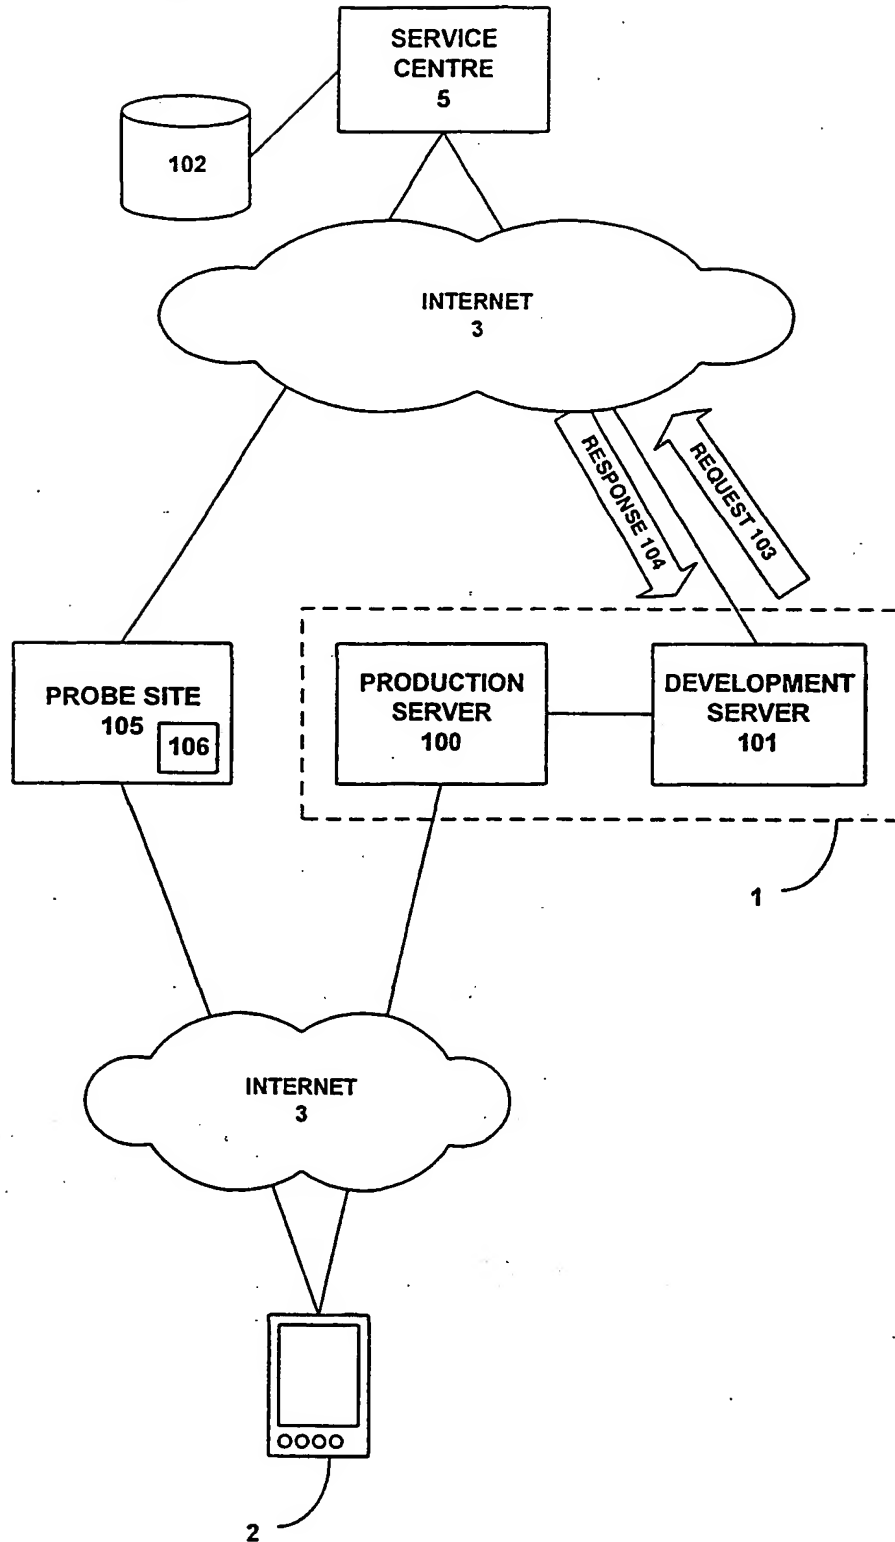 SERVICE
CENTRE
5
102
INTERNET
3
RESPONSE 104
REQUEST 103
PROBE SITE
105
106
PRODUCTION
SERVER
100
DEVELOPMENT
SERVER
101
1
INTERNET
3
2